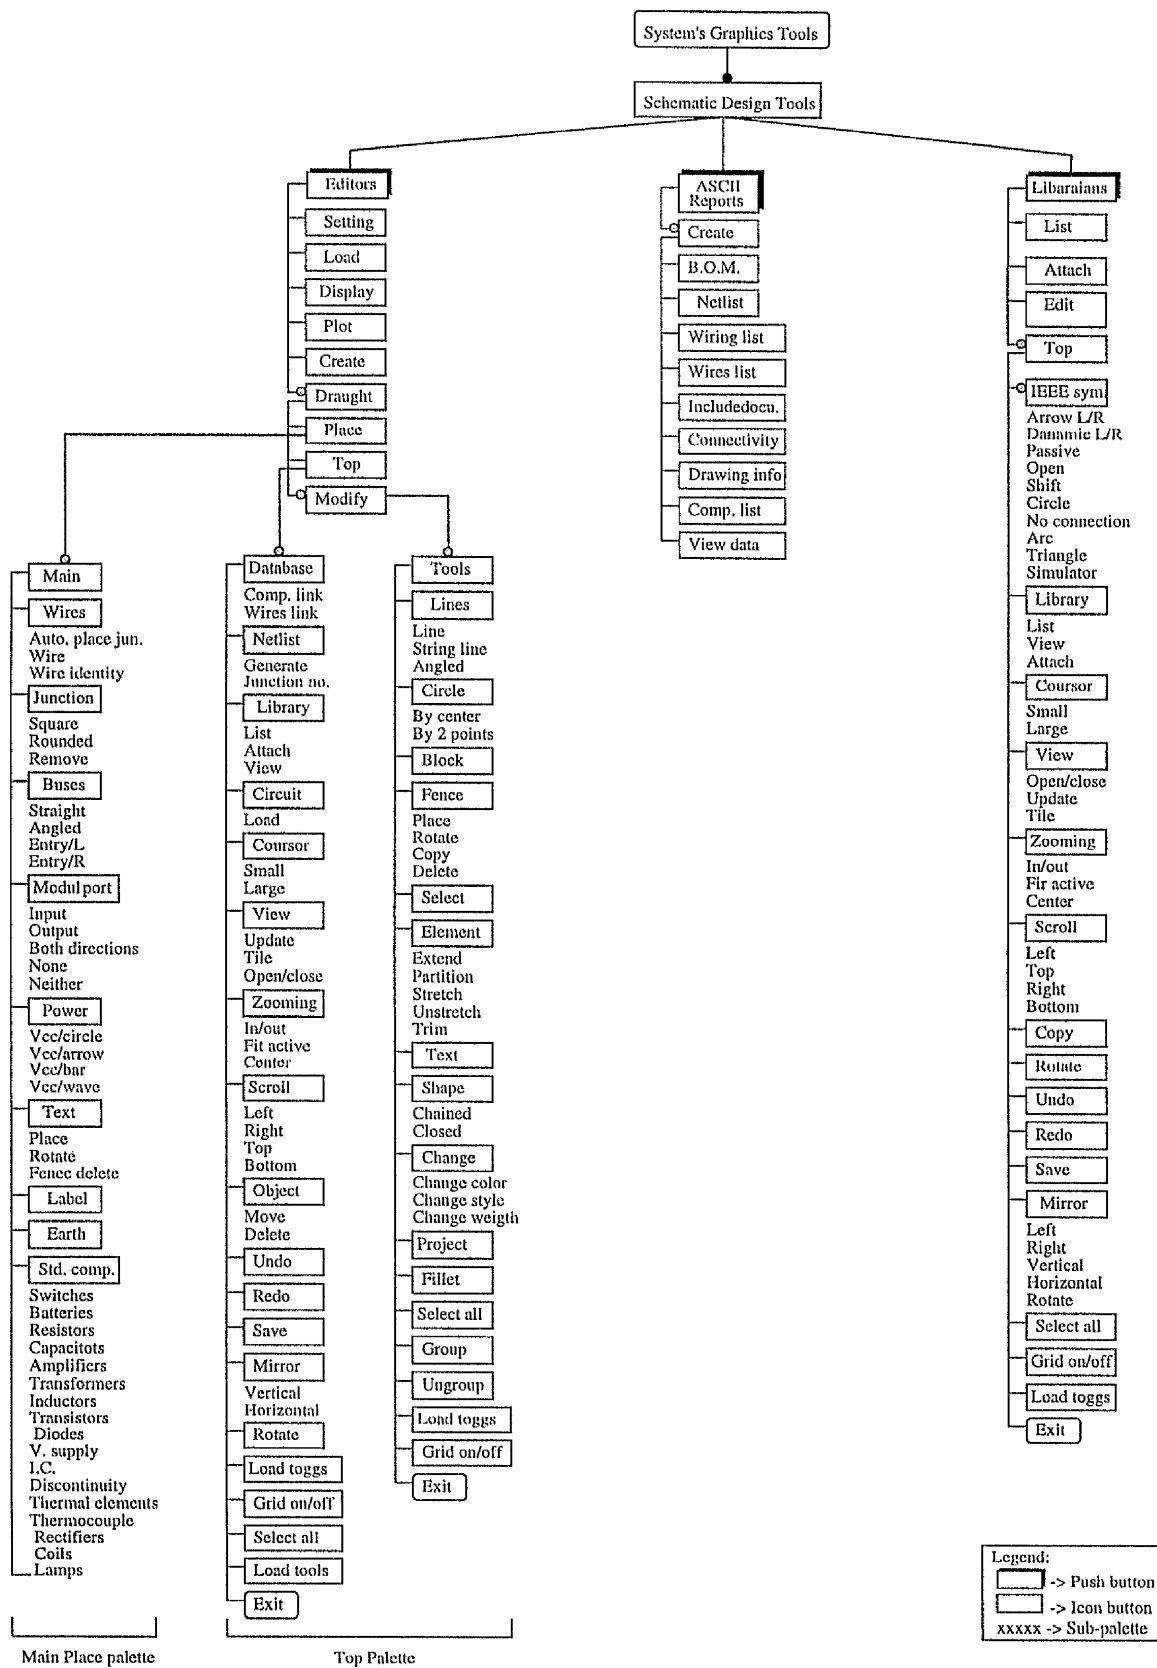 System's Graphics Tools
Schematic Design Tools
Editors
Setting
Load
Display
Plot
Create
Draught
Place
Top
Modify
ASCII
Reports
Create
B.O.M.
Netlist
Wiring list
Wires list
Includedocu.
Connectivity
Drawing info
Comp. list
View data
Libaraians
List
Attach
Edit
Top
IEEE sym
Arrow L/R
Danamic L/R
Passive
Open
Shift
Circle
No connection
Arc
Triangle
Simulator
Library
List
View
Attach
Coursor
Small
Large
View
Open/close
Update
Tile
Zooming
In/out
Fir active
Center
Scroll
Left
Top
Right
Bottom
Copy
Rotate
Undo
Redo
Save
Mirror
Left
Right
Vertical
Horizontal
Rotate
Select all
Grid on/off
Load toggs
Exit
Main
Wires
Auto. place jun.
Wire
Wire identity
Junction
Square
Rounded
Remove
Buses
Straight
Angled
Entry/L
Entry/R
Modul port
Input
Output
Both directions
None
Neither
Power
Vcc/circle
Vcc/arrow
Vcc/bar
Vcc/wave
Text
Place
Rotate
Fence delete
Label
Earth
Std. comp.
Switches
Batteries
Resistors
Capacitots
Amplifiers
Transformers
Inductors
Transistors
Diodes
V. supply
I.C.
Discontinuity
Thermal elements
Thermocouple
Rectifiers
Coils
Lamps
Main Place palette
Database
Comp. link
Wires link
Netlist
Generate
Junction no.
Library
List
Attach
View
Circuit
Load
Coursor
Small
Large
View
Update
Tile
Open/close
Zooming
In/out
Fit active
Center
Scroll
Left
Right
Top
Bottom
Object
Move
Delete
Undo
Redo
Save
Mirror
Vertical
Horizontal
Rotate
Load toggs
Grid on/off
Select all
Load tools
Exit
Tools
Lines
Line
String line
Angled
Circle
By center
By 2 points
Block
Fence
Place
Rotate
Copy
Delete
Select
Element
Extend
Partition
Stretch
Unstretch
Trim
Text
Shape
Chained
Closed
Change
Change color
Change style
Change weigth
Project
Fillet
Select all
Group
Ungroup
Load toggs
Grid on/off
Exit
Top Palette
Legend:
-> Push button
-> Icon button
xxxxx -> Sub-palette